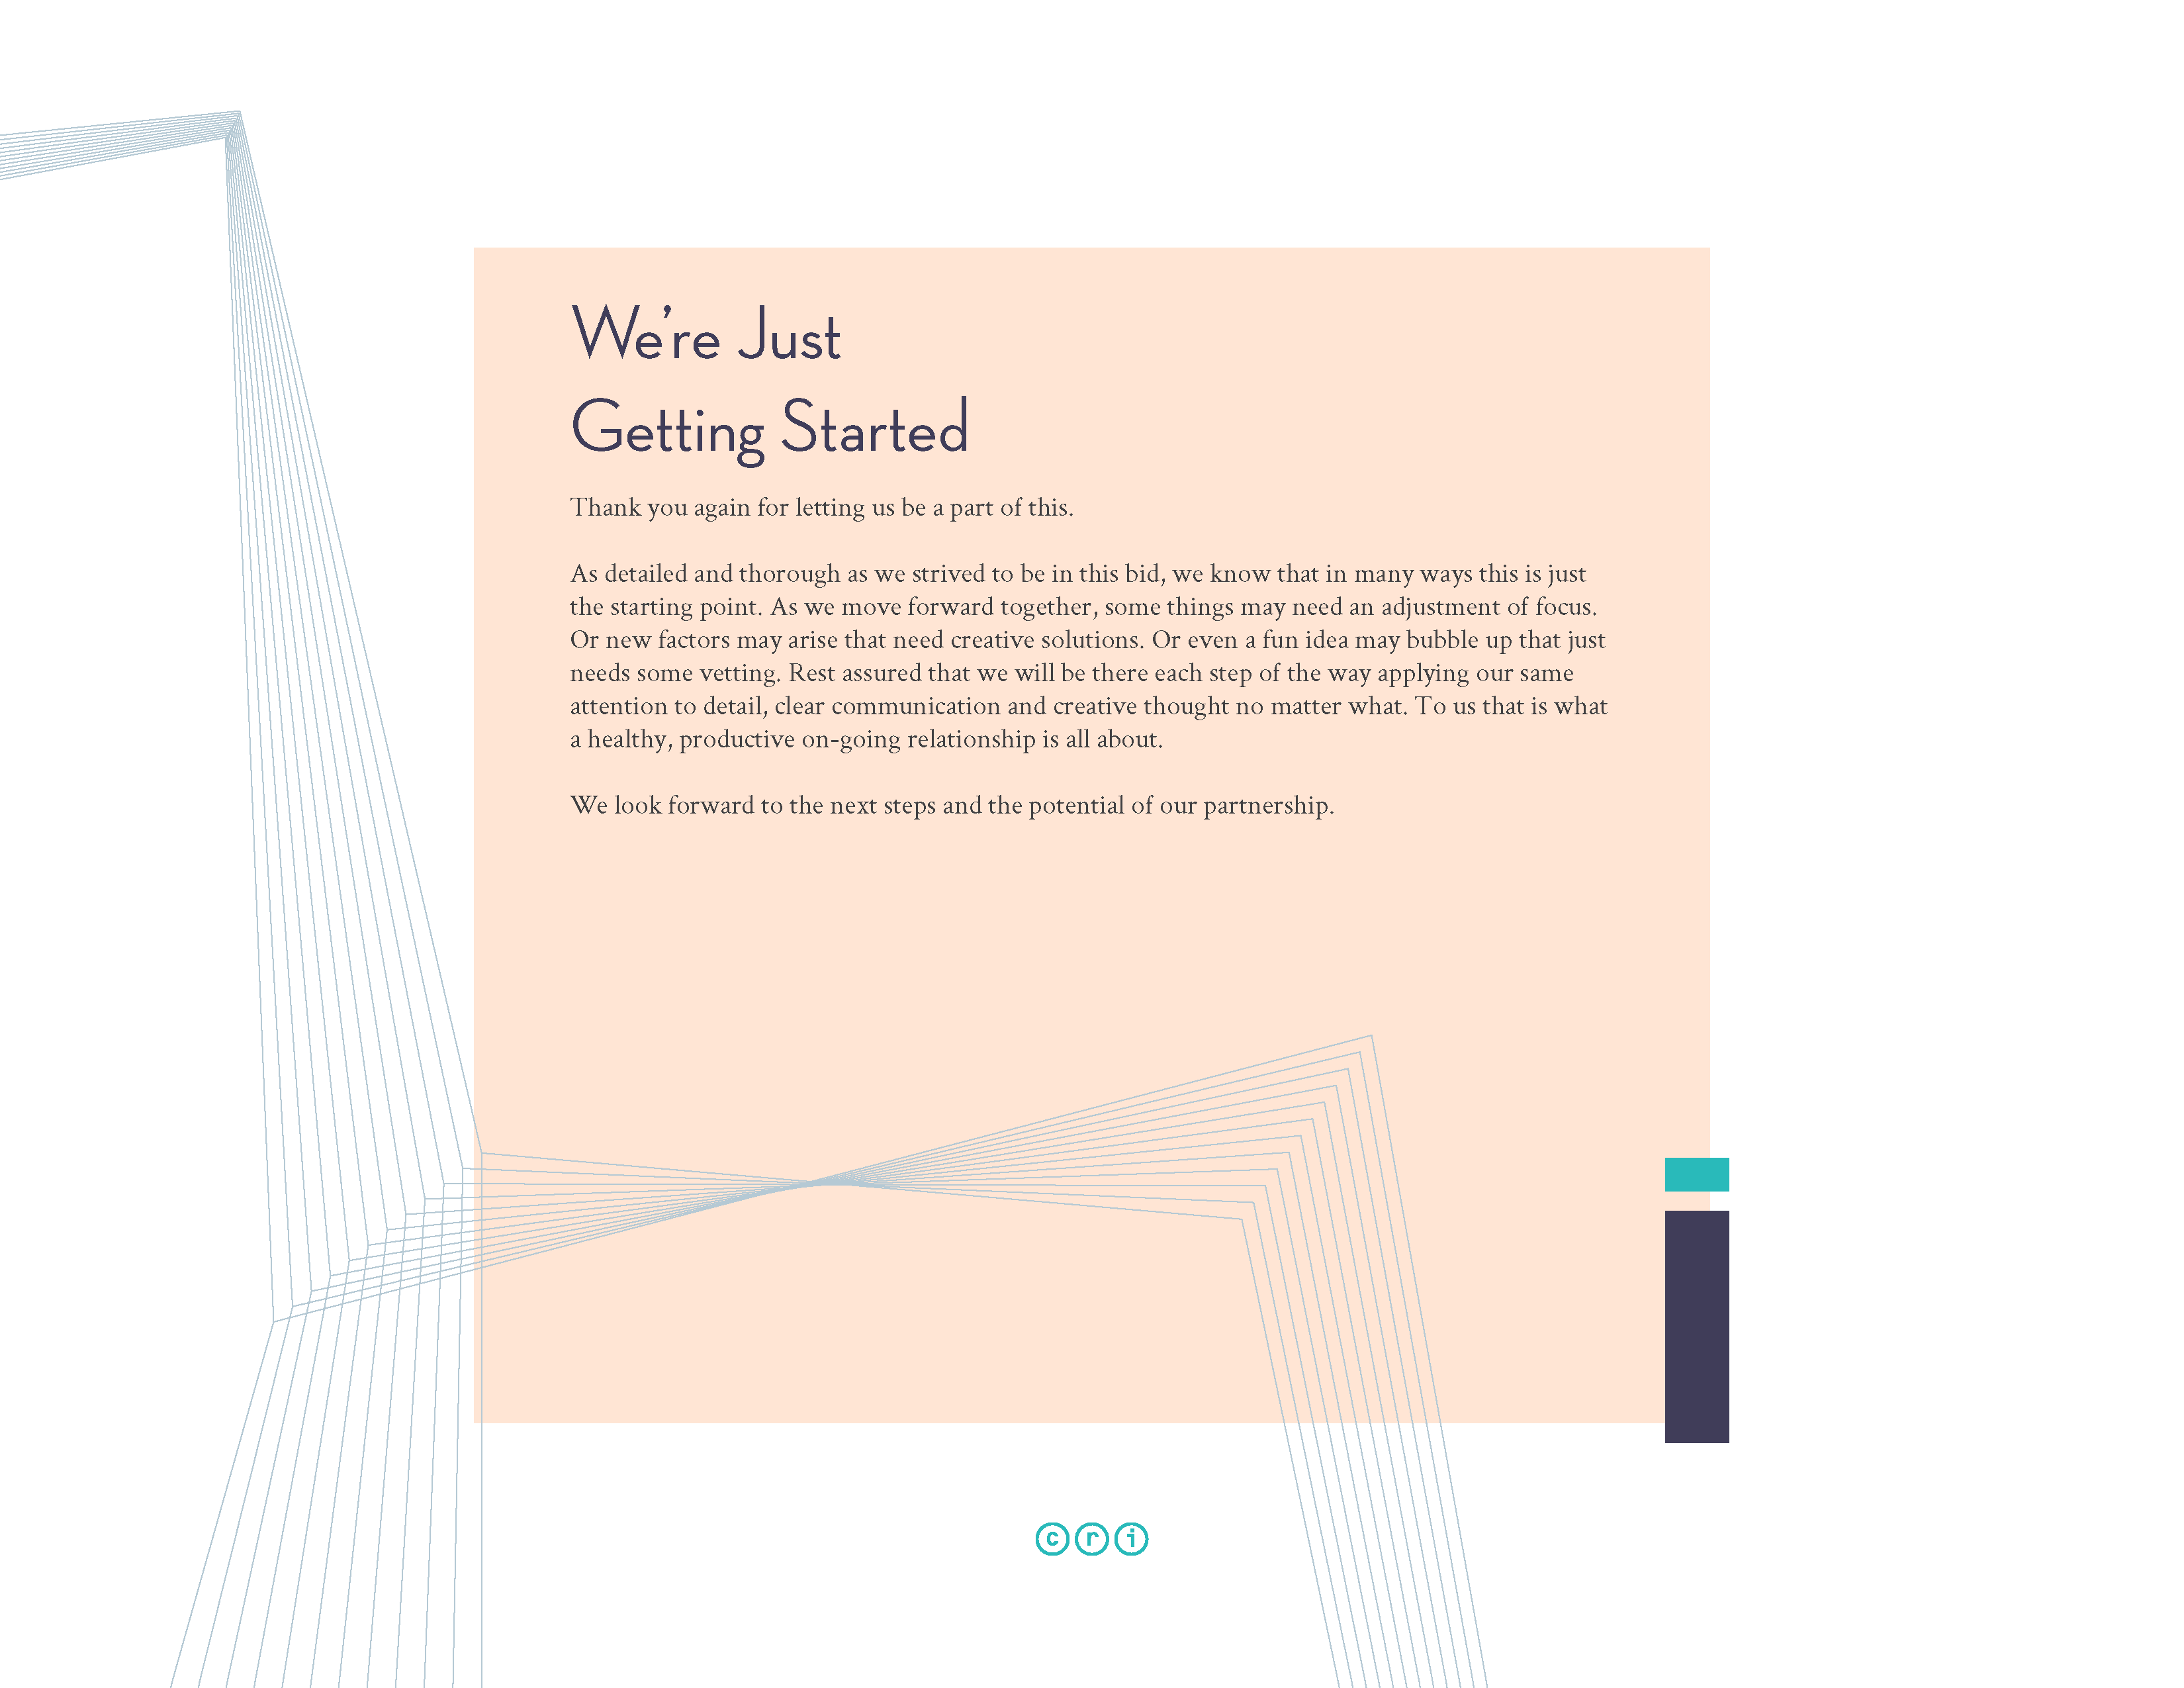 We’re Just
Getting Started
Thank you again for letting us be a part of this.
As detailed and thorough as we strived to be in this bid, we know that in many ways this is just
the starting point. As we move forward together, some things may need an adjustment of focus.
Or new factors may arise that need creative solutions. Or even a fun idea may bubble up that just
needs some vetting. Rest assured that we will be there each step of the way applying our same
attention to detail, clear communication and creative thought no matter what. To us that is what
a healthy, productive on-going relationship is all about.
We look forward to the next steps and the potential of our partnership.
cri